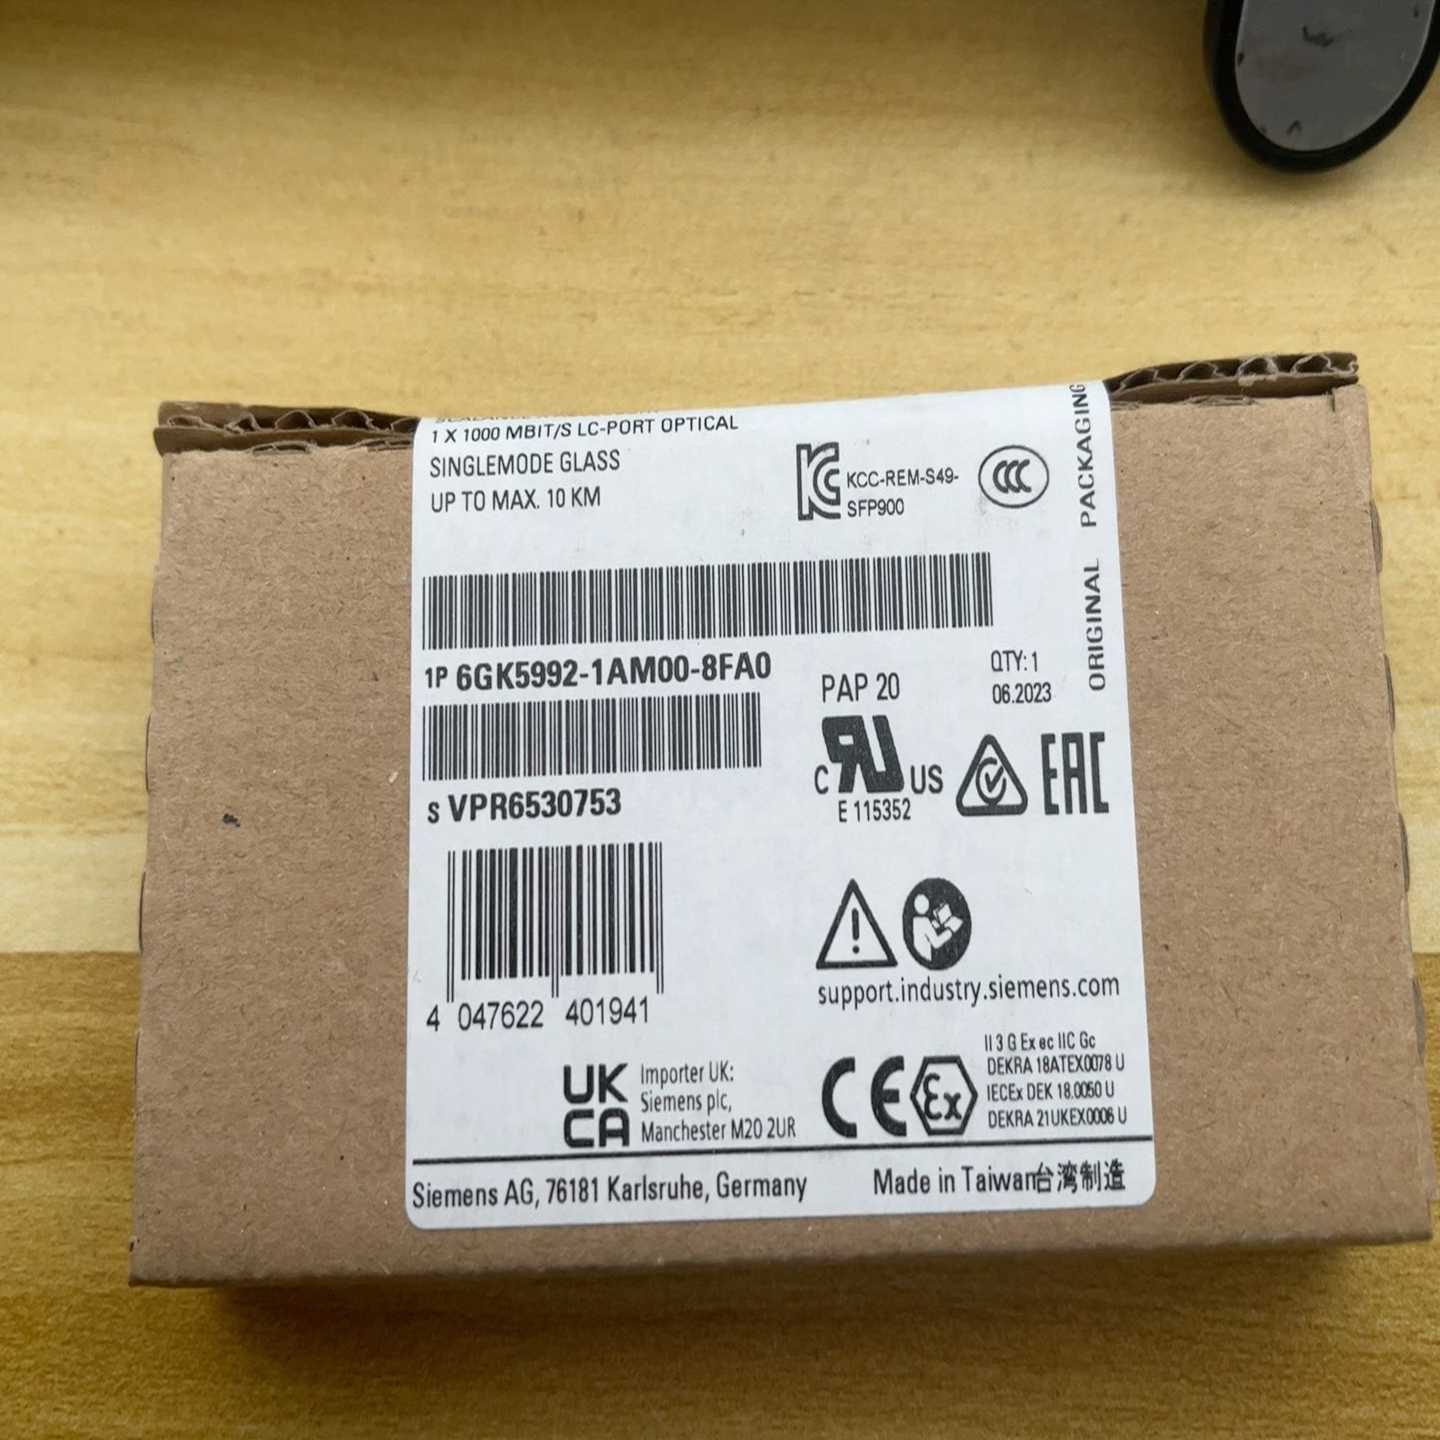 1 X 1000 MBIT/S LC-PORT OPTICAL
SINGLEMODE GLASS
UP TO MAX. 10 KM
KCC-REM-S49-
SFP900
CCC
ORIGINAL PACKAGING
1P 6GK5992-1AM00-8FA0
QTY: 1
06.2023
PAP 20
C RU US
E 115352
EAC
S VPR6530753
4 047622 401941
support.industry.siemens.com
UK
CA
Importer UK:
Siemens plc,
Manchester M20 2UR
CE Ex
II 3 G Ex ec IIC Gc
DEKRA 18ATEX0078 U
IECEx DEK 18.0050 U
DEKRA 21UKEX0006 U
Siemens AG, 76181 Karlsruhe, Germany
Made in Taiwan台湾制造